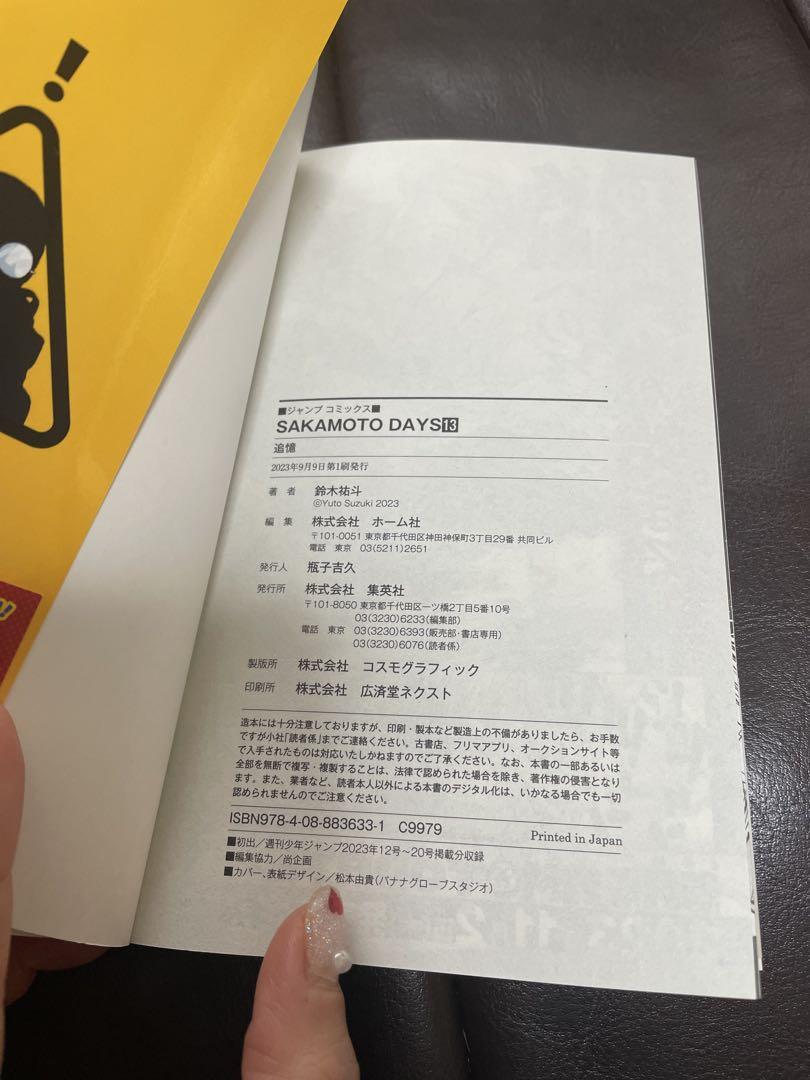 !
■ジャンプ コミックス■
SAKAMOTO DAYS13
追憶
2023年9月9日第1刷発行
著 者 鈴木祐斗
©Yuto Suzuki 2023
編 集 株式会社 ホーム社
〒101-0051 東京都千代田区神田神保町3丁目29番 共同ビル
電話 東京 03(5211)2651
発行人 瓶子吉久
発行所 株式会社 集英社
〒101-8050 東京都千代田区一ツ橋2丁目5番10号
03(3230)6233(編集部)
電話 東京 03(3230)6393(販売部・書店専用)
03(3230)6076(読者係)
製版所 株式会社 コスモグラフィック
印刷所 株式会社 広済堂ネクスト
造本には十分注意しておりますが、印刷・製本など製造上の不備がありましたら、お手数
ですが小社「読者係」までご連絡ください。古書店、フリマアプリ、オークションサイト等
で入手されたものは対応いたしかねますのでご了承ください。なお、本書の一部あるいは
全部を無断で複写・複製することは、法律で認められた場合を除き、著作権の侵害となり
ます。また、業者など、読者本人以外による本書のデジタル化は、いかなる場合でも一切
認められませんのでご注意ください。
ISBN978-4-08-883633-1 C9979
Printed in Japan
■初出/週刊少年ジャンプ2023年12号〜20号掲載分収録
■編集協力/尚企画
■カバー、表紙デザイン/松本由貴(バナナグローブスタジオ)